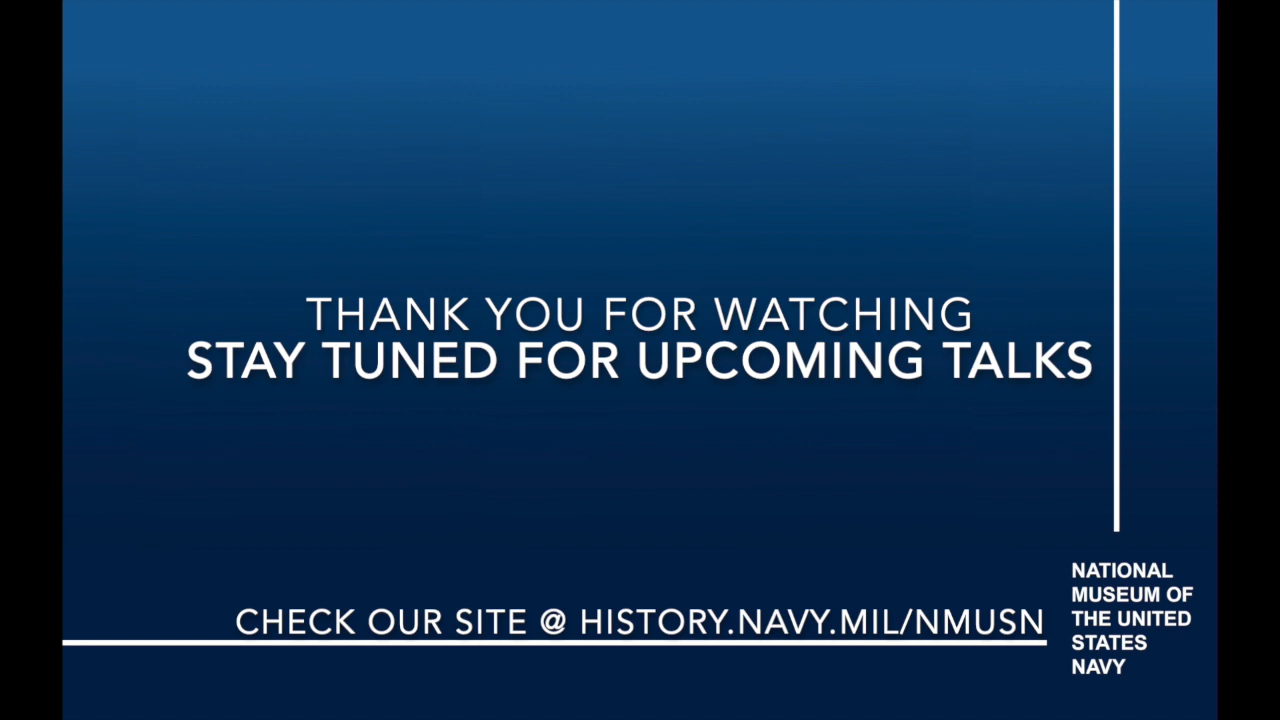 THANK YOU FOR WATCHING
STAY TUNED FOR UPCOMING TALKS
CHECK OUR SITE @ HISTORY.NAVY.MIL/NMUSN
NATIONAL
MUSEUM OF
THE UNITED
STATES
NAVY